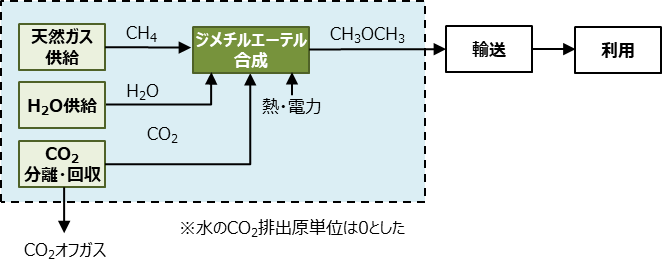 天然ガス
供給
CH4
ジメチルエーテル
合成
CH3OCH3
輸送
利用
H2O供給
H2O
熱・電力
CO2
CO2
分離・回収
※水のCO2排出原単位は0とした
CO2オフガス